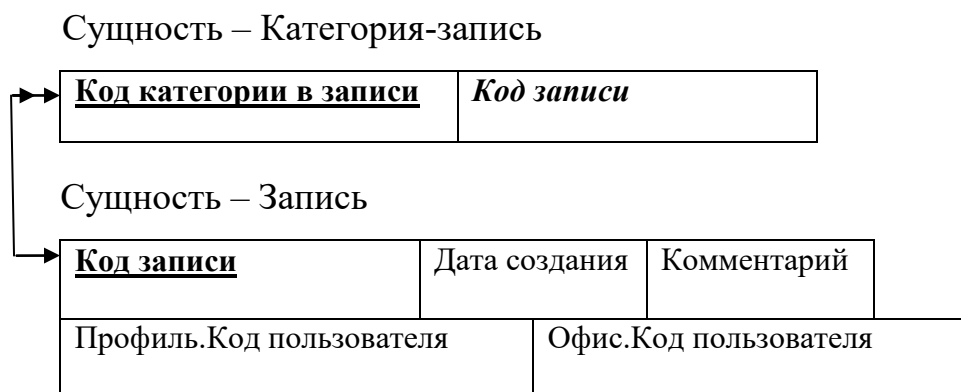 Сущность – Категория-запись
Код категории в записи Код записи
Сущность – Запись
Код записи Дата создания Комментарий
Профиль.Код пользователя Офис.Код пользователя